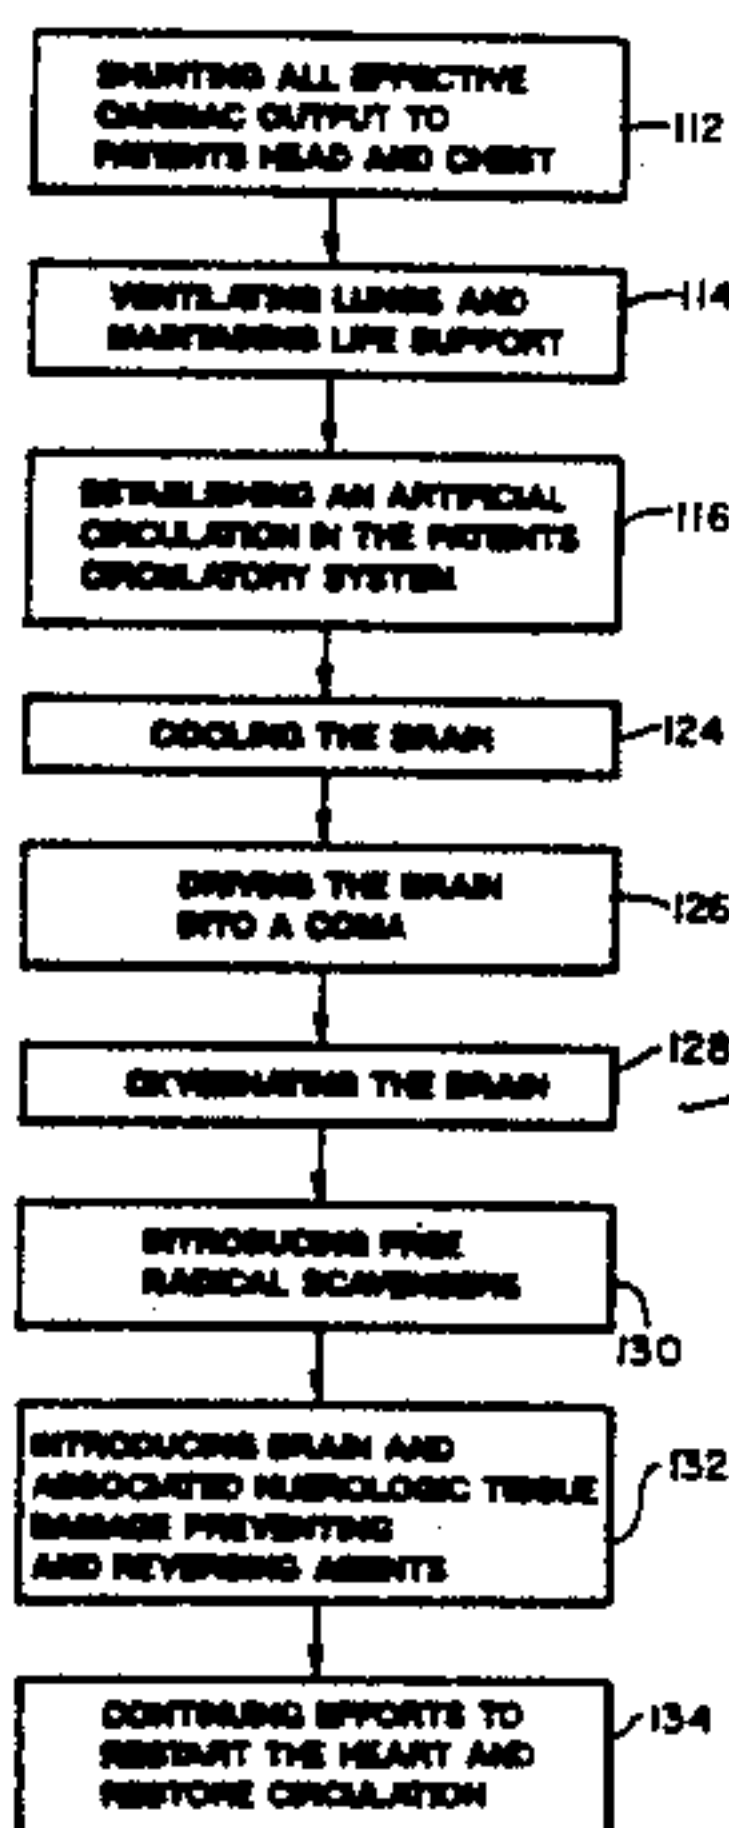 SHUNTING ALL EFFECTIVE
CARDIAC OUTPUT TO
PATIENTS HEAD AND CHEST
112
VENTILATING LUNGS AND
MAINTAINING LIFE SUPPORT
114
ESTABLISHING AN ARTIFICIAL
CIRCULATION IN THE PATIENTS
CIRCULATORY SYSTEM
116
COOLING THE BRAIN
124
DRIVING THE BRAIN
INTO A COMA
126
OXYGENATING THE BRAIN
128
INTRODUCING FREE
RADICAL SCAVENGERS
130
INTRODUCING BRAIN AND
ASSOCIATED NUEROLOGIC TISSUE
DAMAGE PREVENTING
AND REVERSING AGENTS
132
CONTINUING EFFORTS TO
RESTART THE HEART AND
RESTORE CIRCULATION
134